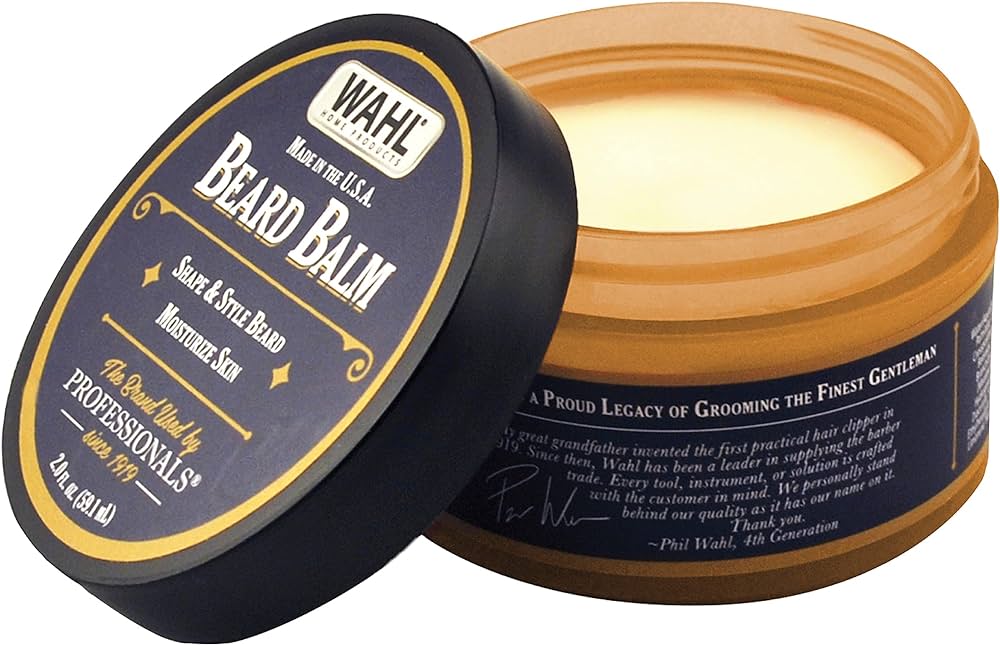 WAHL®
HOME PRODUCTS
MADE IN THE U.S.A.
BEARD BALM
SHAPE & STYLE BEARD
MOISTURIZE SKIN
The Brand Used by
PROFESSIONALS®
since 1919
2.0 fl. oz. (59.1 mL)
A PROUD LEGACY OF GROOMING THE FINEST GENTLEMAN
great grandfather invented the first practical hair clipper in
1919. Since then, Wahl has been a leader in supplying the barber
trade. Every tool, instrument, or solution is crafted
with the customer in mind. We personally stand
behind our quality as it has our name on it.
Thank you.
~Phil Wahl, 4th Generation